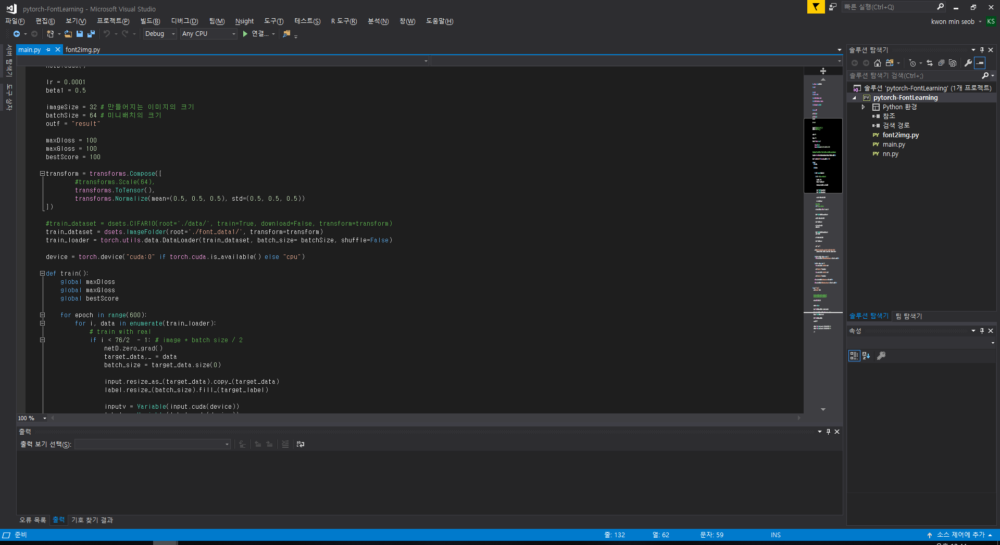 pytorch-FontLearning - Microsoft Visual Studio
빠른 실행(Ctrl+Q)
파일(F) 편집(E) 보기(V) 프로젝트(P) 빌드(B) 디버그(D) 팀(M) Nsight 도구(T) 테스트(S) R 도구(R) 분석(N) 창(W) 도움말(H)
kwon min seob KS
Debug Any CPU 연결...
서버 탐색기
도구 상자
main.py font2img.py
lr = 0.0001
beta1 = 0.5
imageSize = 32 # 만들어지는 이미지의 크기
batchSize = 64 # 미니배치의 크기
outf = "result"
maxDloss = 100
maxGloss = 100
bestScore = 100
transform = transforms.Compose([
#transforms.Scale(64),
transforms.ToTensor(),
transforms.Normalize(mean=(0.5, 0.5, 0.5), std=(0.5, 0.5, 0.5))
])
#train_dataset = dsets.CIFAR10(root='./data/', train=True, download=False, transform=transform)
train_dataset = dsets.ImageFolder(root='./font_data1/', transform=transform)
train_loader = torch.utils.data.DataLoader(train_dataset, batch_size= batchSize, shuffle=False)
device = torch.device("cuda:0" if torch.cuda.is_available() else "cpu")
def train():
global maxDloss
global maxGloss
global bestScore
for epoch in range(600):
for i, data in enumerate(train_loader):
# train with real
if i < 76/2  - 1: # image * batch size / 2
netD.zero_grad()
target_data,_ = data
batch_size = target_data.size(0)
input.resize_as_(target_data).copy_(target_data)
label.resize_(batch_size).fill_(target_label)
inputv = Variable(input.cuda(device))
100 %
출력
출력 보기 선택(S):
오류 목록 출력 기호 찾기 결과
솔루션 탐색기
솔루션 탐색기 검색(Ctrl+;)
솔루션 'pytorch-FontLearning' (1개 프로젝트)
pytorch-FontLearning
Python 환경
참조
검색 경로
PY font2img.py
PY main.py
PY nn.py
솔루션 탐색기 팀 탐색기
속성
준비
줄: 132 열: 62 문자: 59 INS 소스 제어에 추가